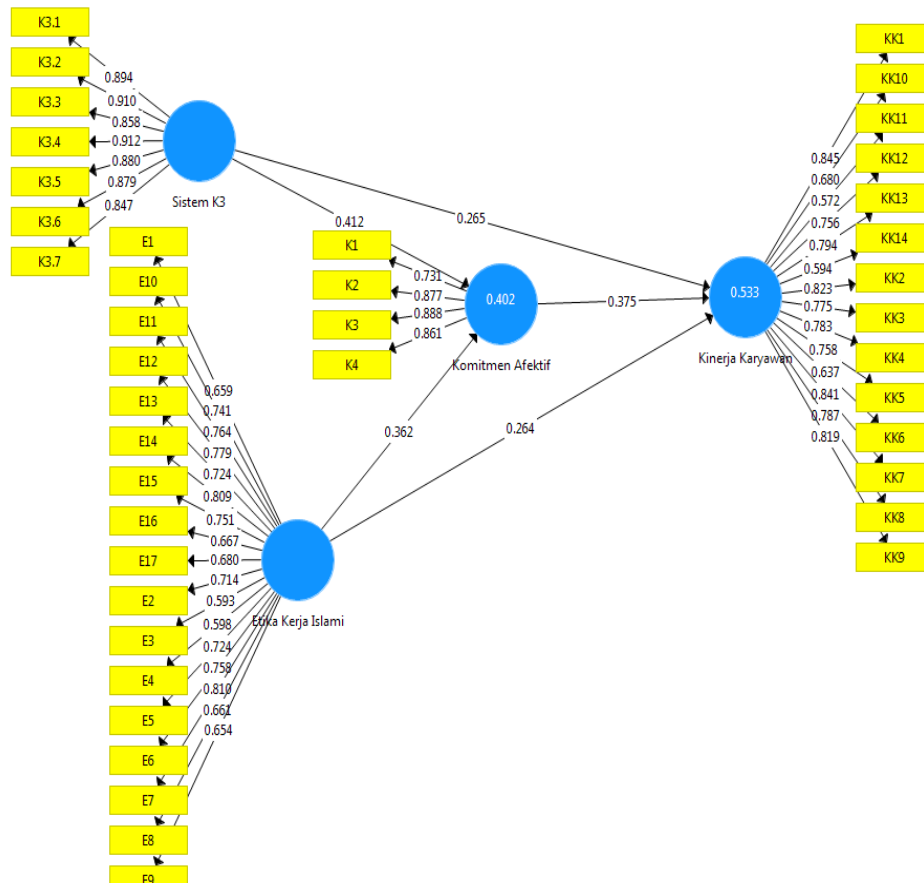 K3.1
K3.2
K3.3
K3.4
K3.5
K3.6
K3.7
0.894
0.910
0.858
0.912
0.880
0.879
0.847
Sistem K3
E1
E10
E11
E12
E13
E14
E15
E16
E17
E2
E3
E4
E5
E6
E7
E8
E9
0.659
0.741
0.764
0.779
0.724
0.809
0.751
0.667
0.680
0.714
0.593
0.598
0.724
0.758
0.810
0.661
0.654
Etika Kerja Islami
0.412
0.265
0.362
0.264
K1
K2
K3
K4
0.731
0.877
0.888
0.861
0.402
Komitmen Afektif
0.375
0.533
Kinerja Karyawan
0.845
0.680
0.572
0.756
0.794
0.594
0.823
0.775
0.783
0.758
0.637
0.841
0.787
0.819
KK1
KK10
KK11
KK12
KK13
KK14
KK2
KK3
KK4
KK5
KK6
KK7
KK8
KK9